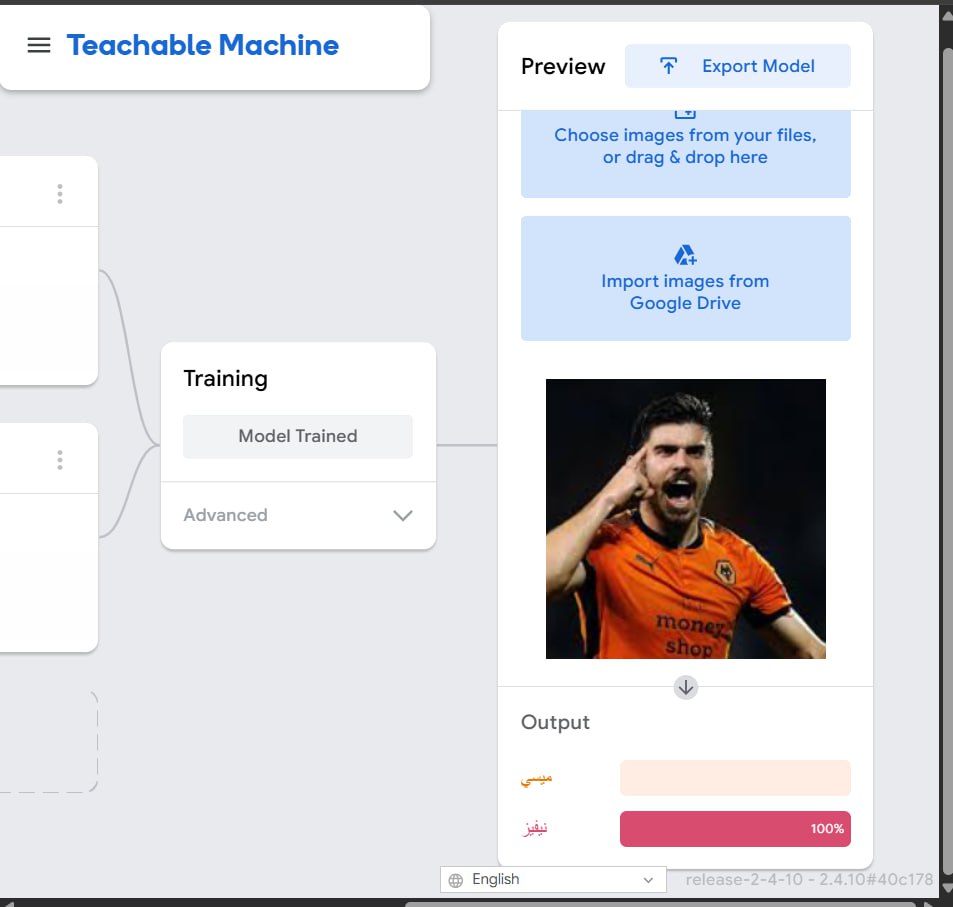 Teachable Machine
Preview
Export Model
Choose images from your files,
or drag & drop here
Import images from
Google Drive
Training
Model Trained
Advanced
money
shop
Output
ميسي
نيفيز
100%
English
release-2-4-10 - 2.4.10#40c178